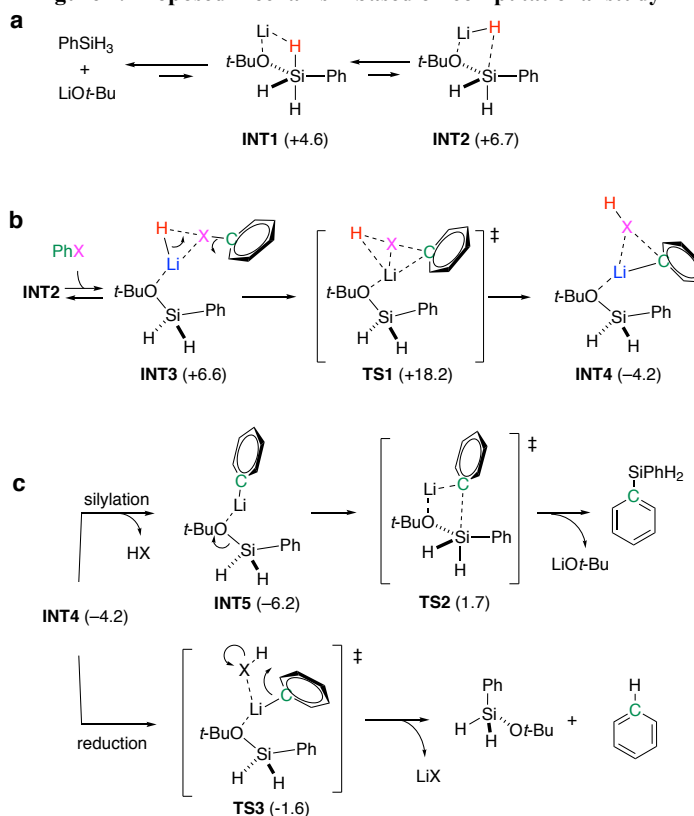 a
PhSiH3
+
LiOt-Bu
Li
H
t-BuO
Si
Ph
H
H
INT1 (+4.6)
Li
H
t-BuO
Si
Ph
H
H
INT2 (+6.7)
b
PhX
INT2
H
X
C
Li
t-BuO
Si
Ph
H
H
INT3 (+6.6)
H
X
C
Li
t-BuO
Si
Ph
H
H
‡
TS1 (+18.2)
H
X
C
Li
t-BuO
Si
Ph
H
H
INT4 (–4.2)
c
silylation
HX
INT4 (–4.2)
reduction
C
Li
t-BuO
Si
Ph
H
H
INT5 (–6.2)
Li
C
t-BuO
Si
Ph
H
H
‡
TS2 (1.7)
LiOt-Bu
SiPhH2
C
X
H
Li
C
t-BuO
Si
Ph
H
H
‡
TS3 (-1.6)
LiX
Ph
Si
H
H
Ot-Bu
+
H
C